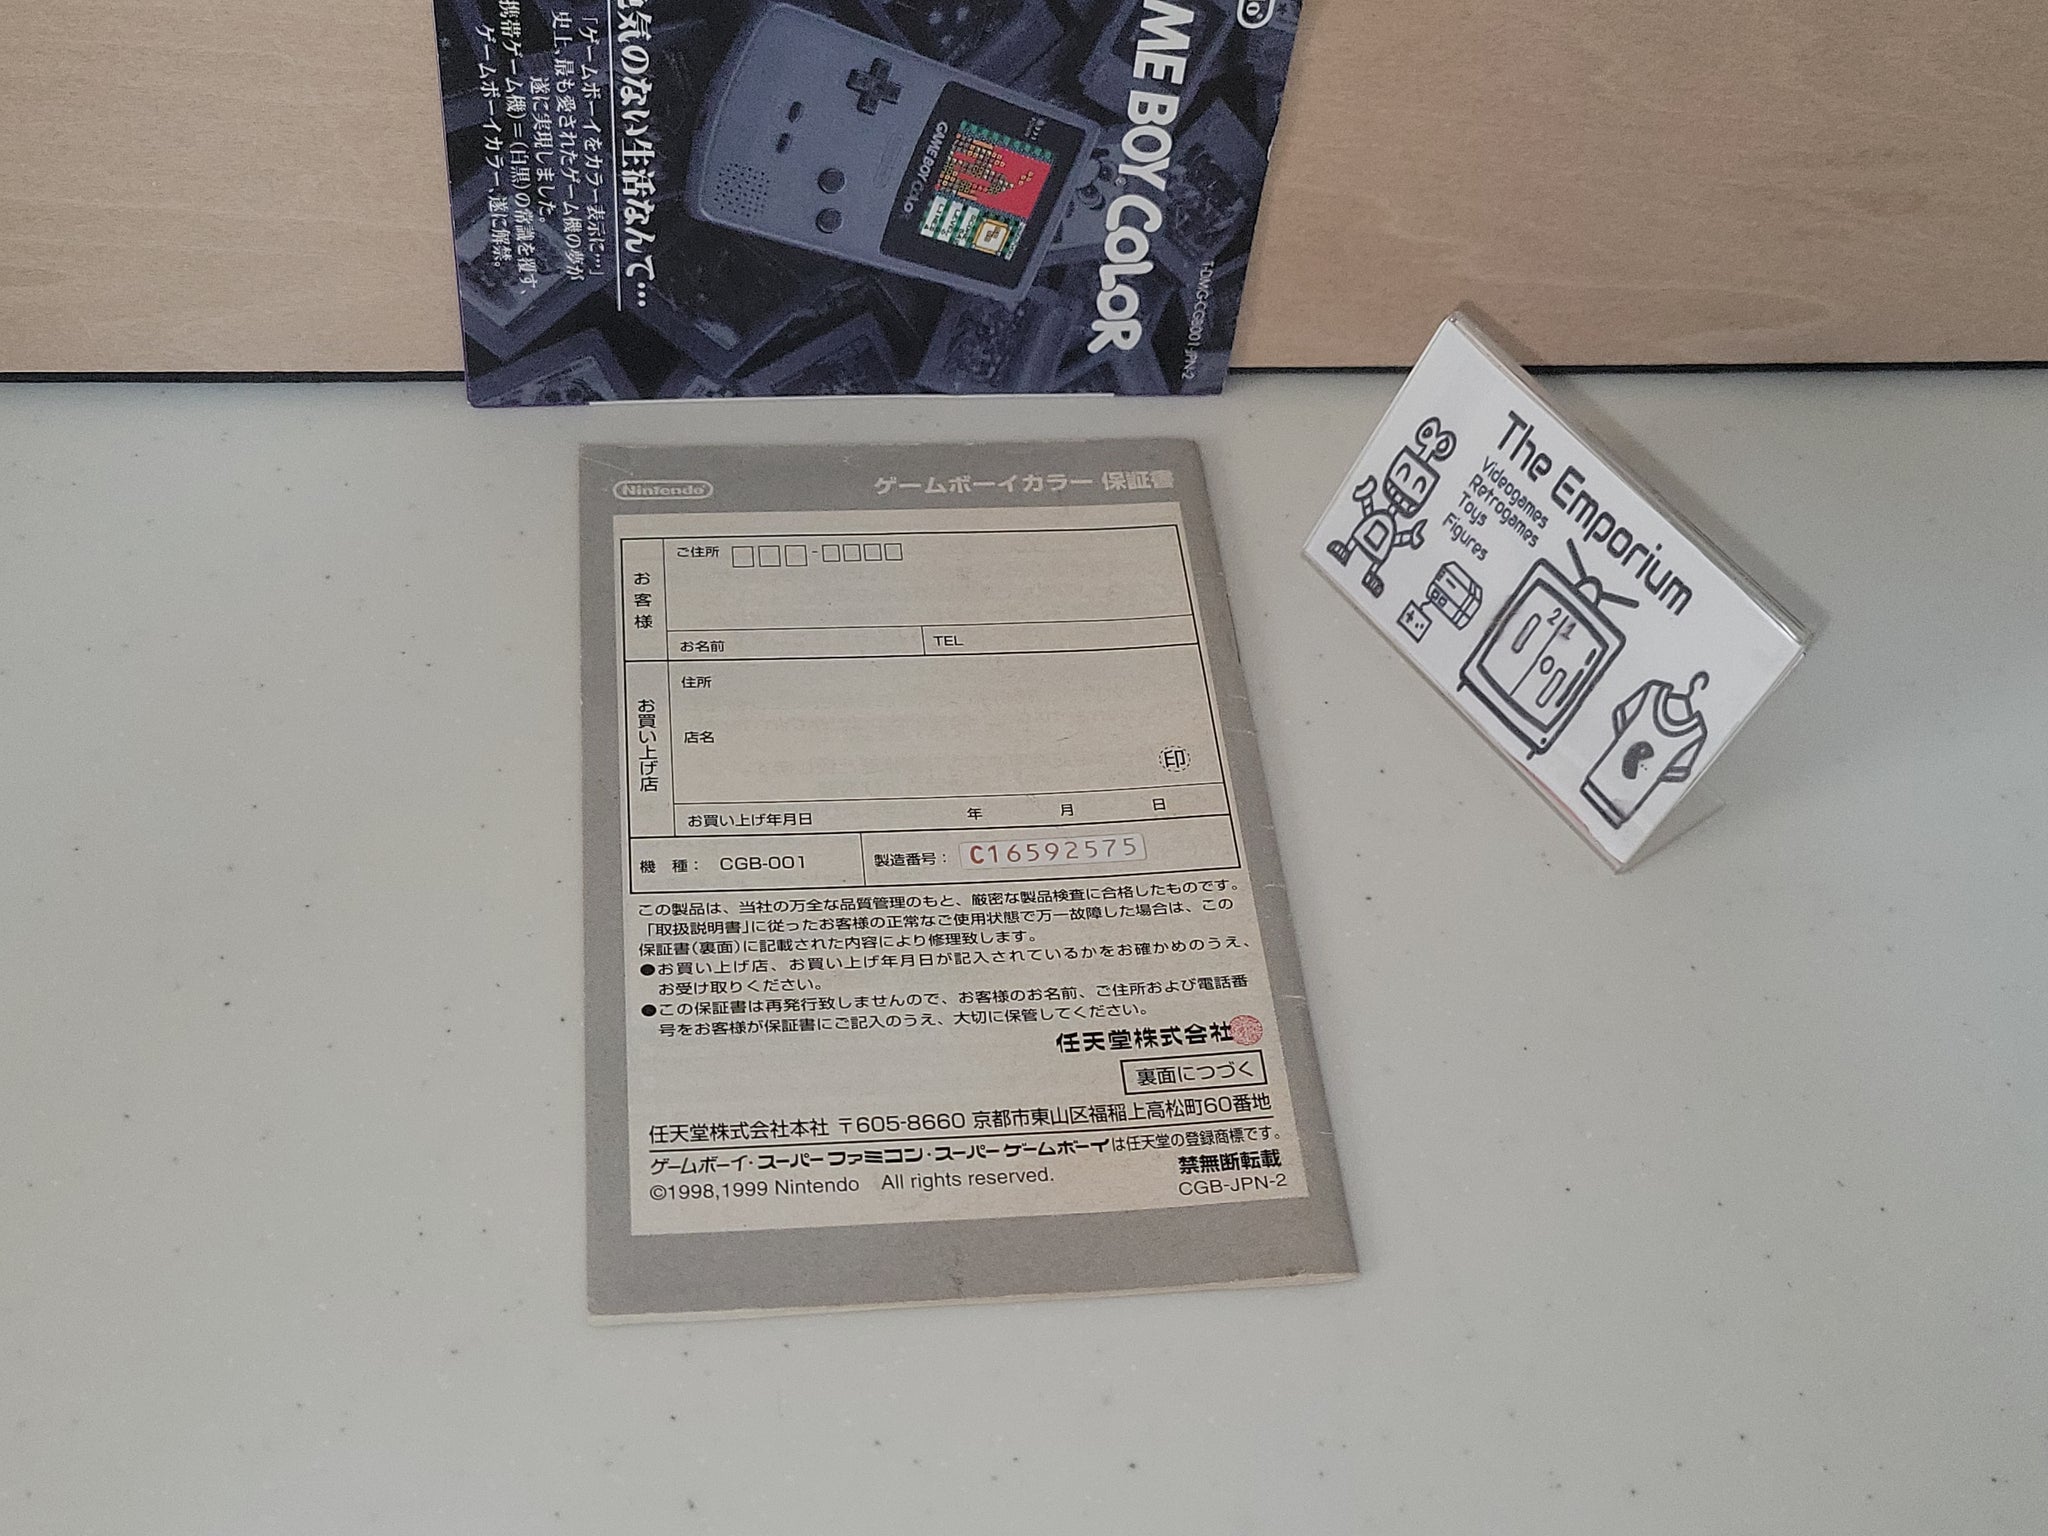 GAME BOY COLOR
T-DMG-CGB001-JPN-2
気のない生活なんて…
「ゲームボーイをカラー表示に…」
史上、最も愛されたゲーム機の夢が
遂に実現しました。
携帯ゲーム機)=(白黒)の常識を覆す、
ゲームボーイカラー、遂に解禁。
GAME BOY COLOR
Nintendo
ゲームボーイカラー 保証書
お客様
ご住所 □□□-□□□□
お名前
TEL
お買い上げ店
住所
店名
印
お買い上げ年月日 年 月 日
機 種: CGB-001
製造番号: C16592575
この製品は、当社の万全な品質管理のもと、厳密な製品検査に合格したものです。
「取扱説明書」に従ったお客様の正常なご使用状態で万一故障した場合は、この
保証書(裏面)に記載された内容により修理致します。
●お買い上げ店、お買い上げ年月日が記入されているかをお確かめのうえ、
お受け取りください。
●この保証書は再発行致しませんので、お客様のお名前、ご住所および電話番
号をお客様が保証書にご記入のうえ、大切に保管してください。
任天堂株式会社
裏面につづく
任天堂株式会社本社 〒605-8660 京都市東山区福稲上高松町60番地
ゲームボーイ・スーパーファミコン・スーパーゲームボーイは任天堂の登録商標です。
禁無断転載
©1998,1999 Nintendo All rights reserved.
CGB-JPN-2
The Emporium
Videogames
Retrogames
Toys
Figures